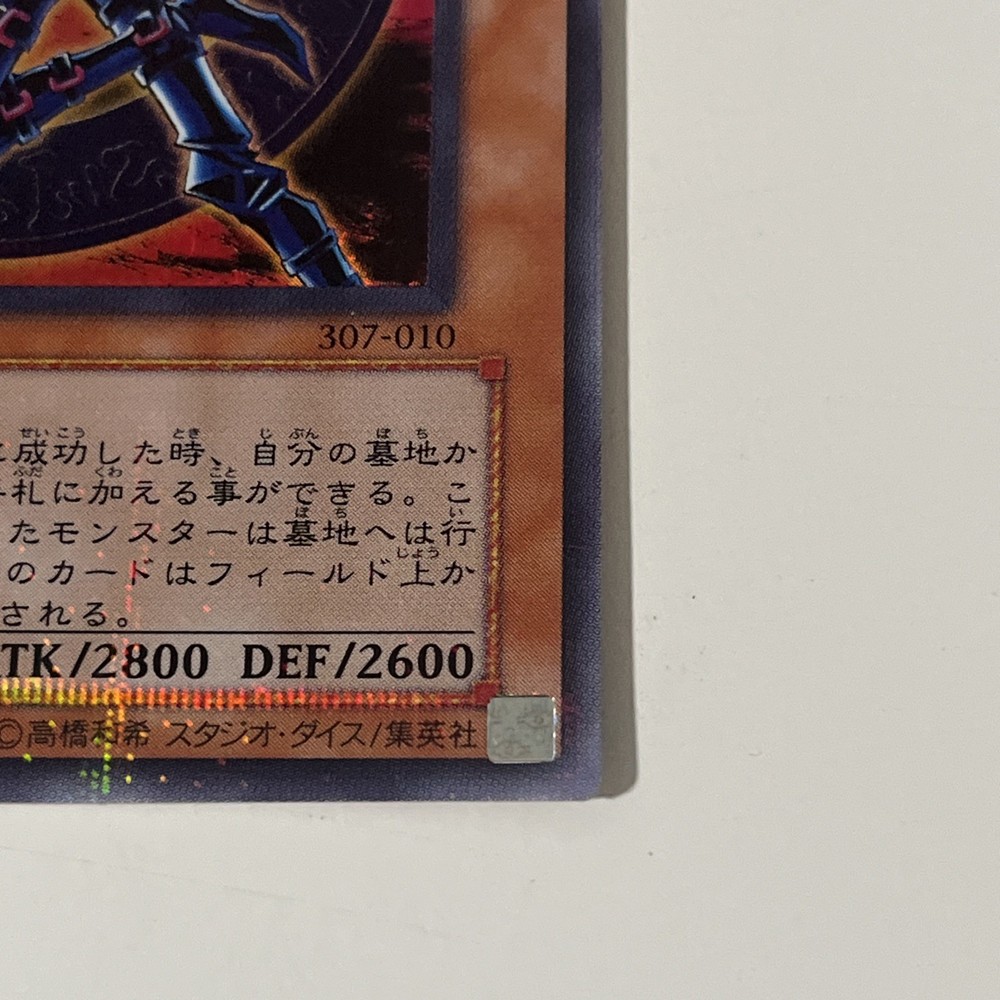 307-010
に成功した時、自分の墓地か
手札に加える事ができる。こ
たモンスターは墓地へは行
のカードはフィールド上か
される。
TK/2800 DEF/2600
©高橋和希 スタジオ・ダイス/集英社